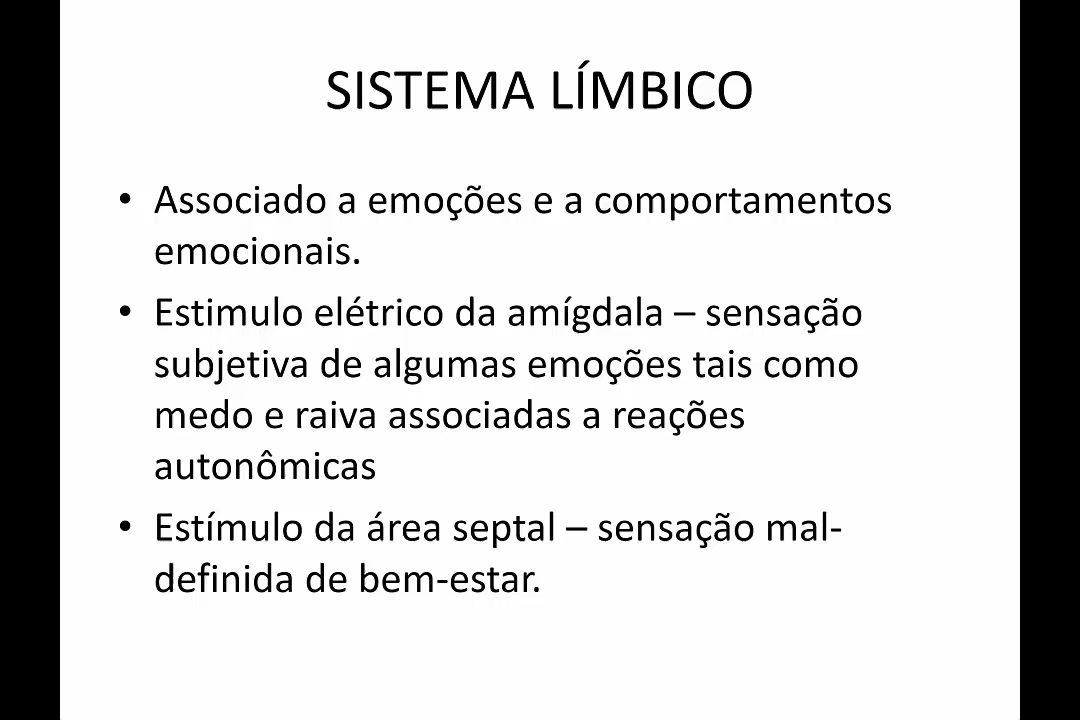 SISTEMA LÍMBICO
• Associado a emoções e a comportamentos
emocionais.
• Estimulo elétrico da amígdala – sensação
subjetiva de algumas emoções tais como
medo e raiva associadas a reações
autonômicas
• Estímulo da área septal – sensação mal-
definida de bem-estar.